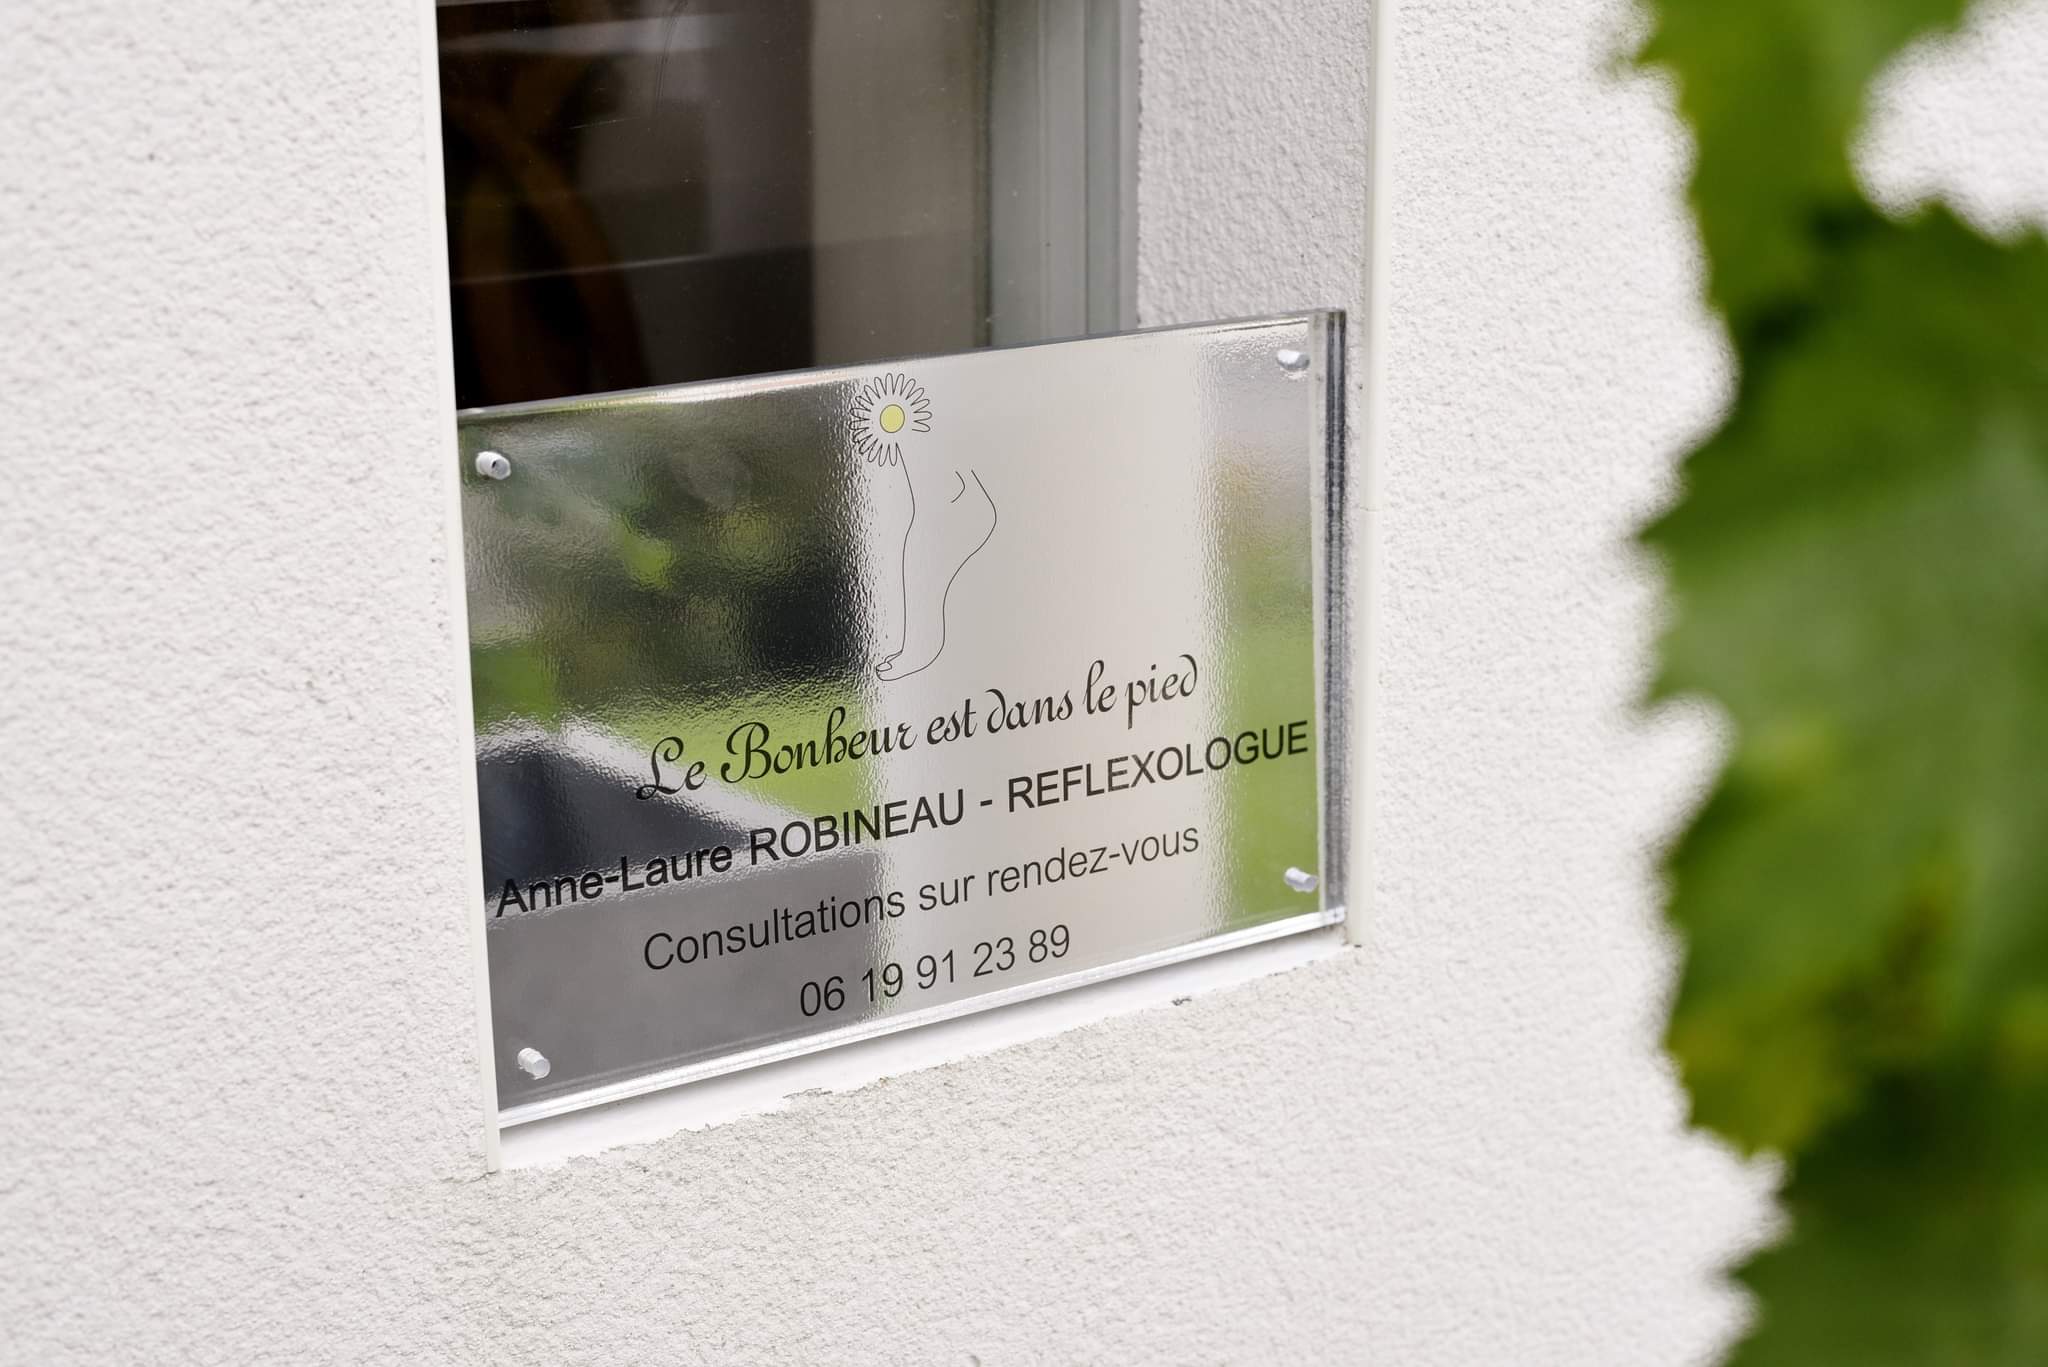 Le Bonheur est dans le pied
Anne-Laure ROBINEAU - REFLEXOLOGUE
Consultations sur rendez-vous
06 19 91 23 89